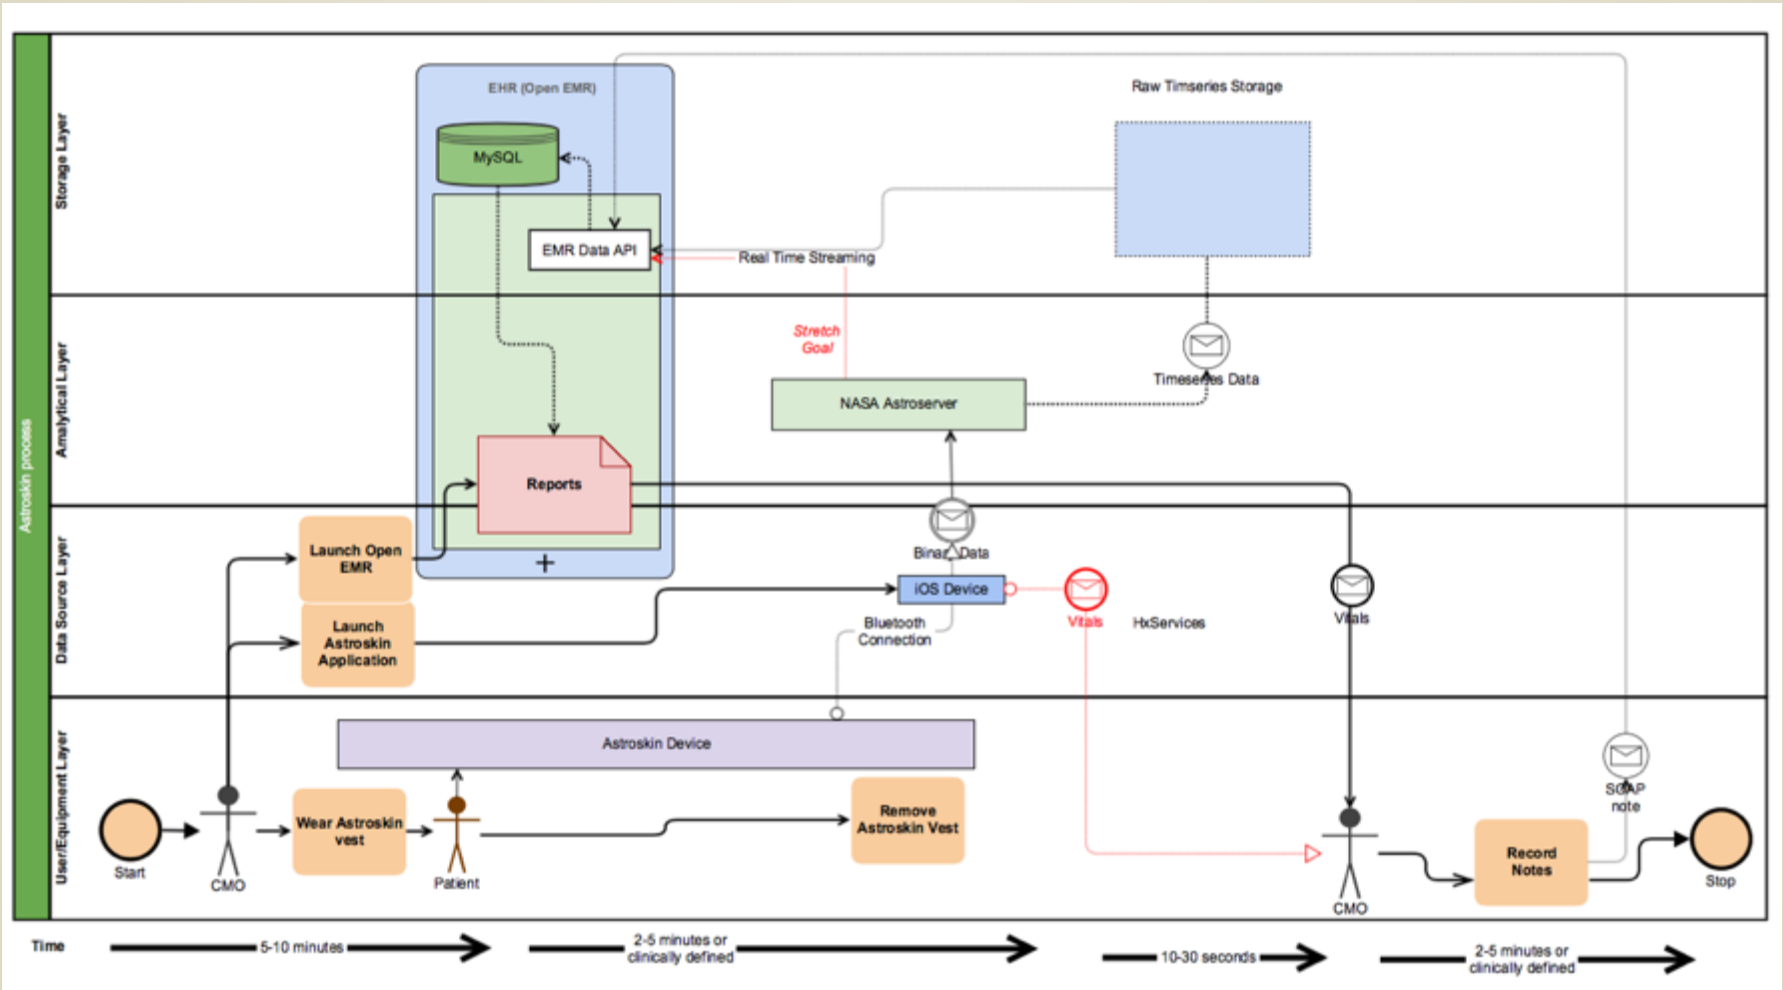 Astroskin process
Storage Layer
EHR (Open EMR)
MySQL
EMR Data API
Real Time Streaming
Raw Timseries Storage
Analytical Layer
Stretch
Goal
NASA Astroserver
Timeseries Data
Reports
Data Source Layer
Launch Open
EMR
Launch
Astroskin
Application
Binary Data
iOS Device
Bluetooth
Connection
Vitals
HxServices
Vitals
User/Equipment Layer
Astroskin Device
Start
CMO
Wear Astroskin
vest
Patient
Remove
Astroskin Vest
CMO
Record
Notes
SOAP
note
Stop
Time
5-10 minutes
2-5 minutes or
clinically defined
10-30 seconds
2-5 minutes or
clinically defined